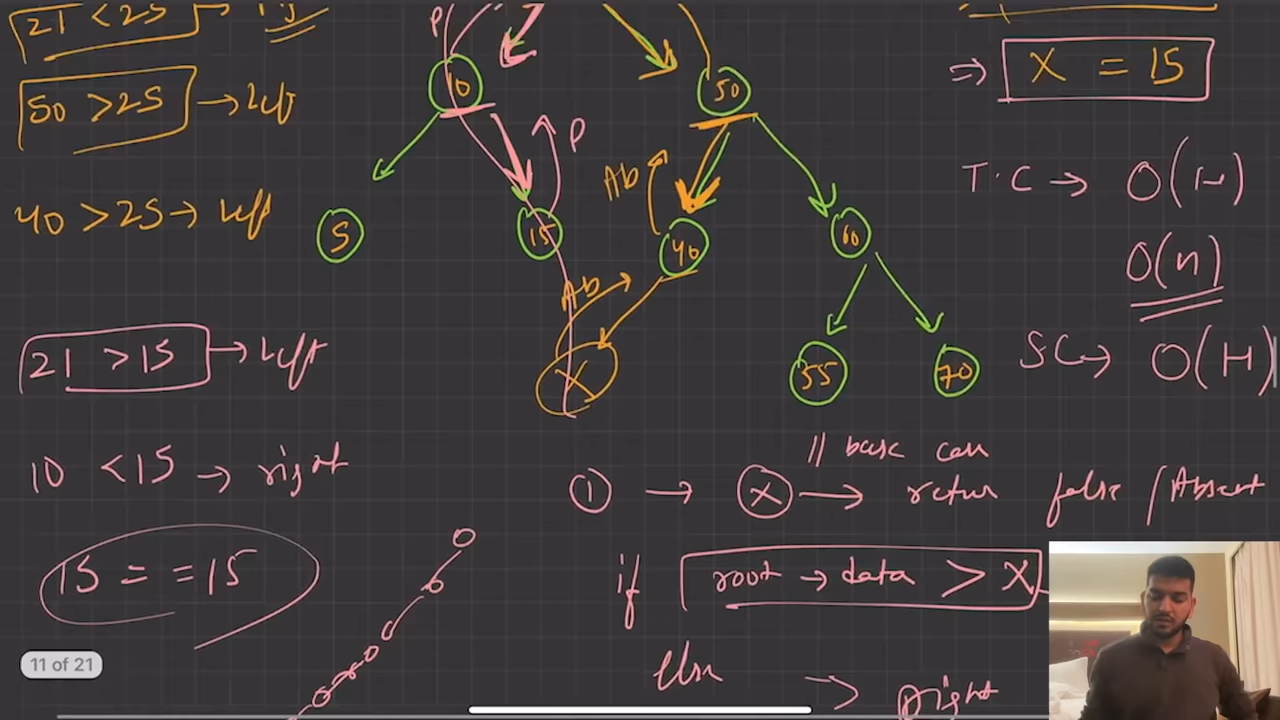 21 < 25 →
50 > 25 → left
40 > 25 → left
21 > 15 → left
10 < 15 → right
15 = = 15
11 of 21
P
10
50
P
Ab
5
15
40
60
Ab
X
55
70
⇒ X = 15
T.C → O(H)
O(n)
SC → O(H)
// base case
① → X → return false / Absent
if root → data > X
else → right